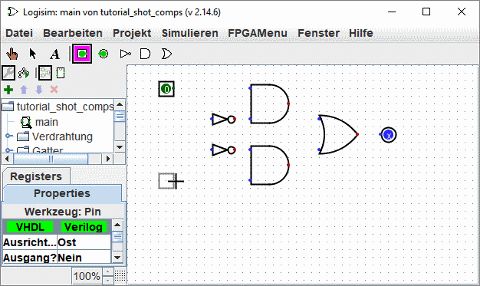 Logisim: main von tutorial_shot_comps (v 2.14.6)
Datei Bearbeiten Projekt Simulieren FPGAMenu Fenster Hilfe
A
0
tutorial_shot_comps
main
Verdrahtung
Gatter
x
Registers
Properties
Werkzeug: Pin
VHDL Verilog
Ausricht... Ost
Ausgang? Nein
100%